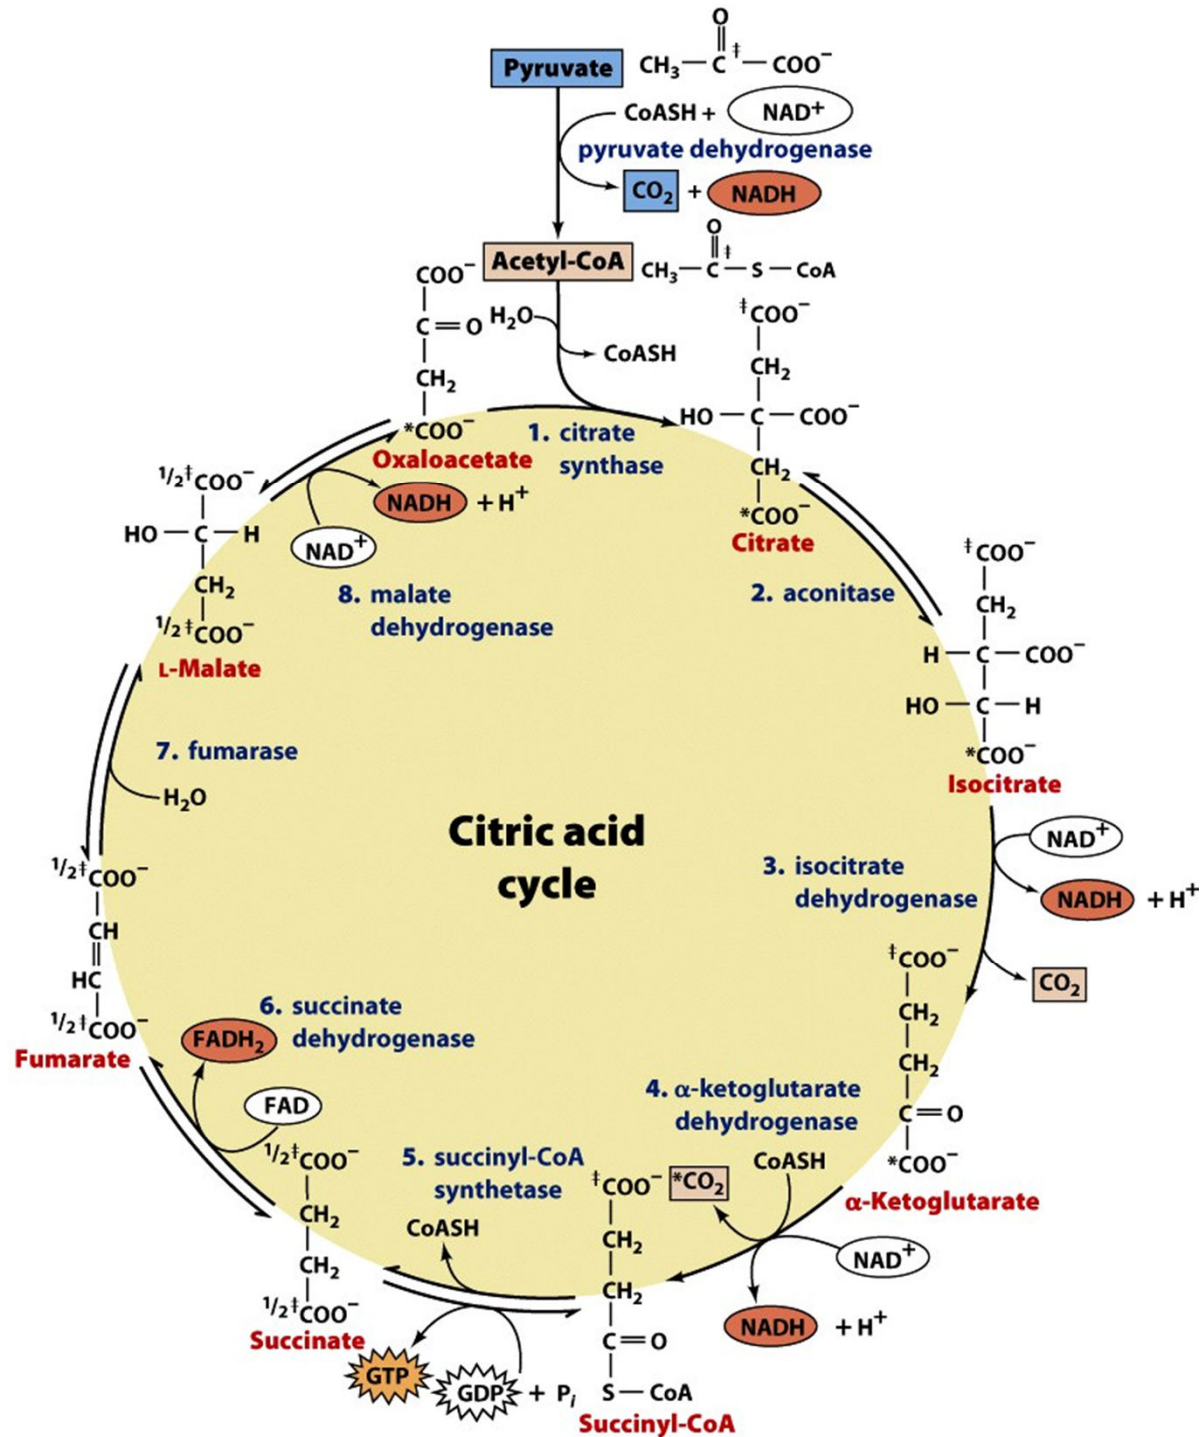 O
Pyruvate CH₃—C‡—COO⁻
CoASH + NAD⁺
pyruvate dehydrogenase
CO₂ + NADH
O
Acetyl-CoA CH₃—C‡—S—CoA
H₂O
CoASH
COO⁻
C=O
CH₂
*COO⁻
Oxaloacetate
1. citrate
synthase
‡COO⁻
CH₂
HO—C—COO⁻
CH₂
*COO⁻
Citrate
2. aconitase
‡COO⁻
CH₂
H—C—COO⁻
HO—C—H
*COO⁻
Isocitrate
NAD⁺
3. isocitrate
dehydrogenase
NADH + H⁺
CO₂
‡COO⁻
CH₂
CH₂
C=O
*COO⁻
α-Ketoglutarate
4. α-ketoglutarate
dehydrogenase
CoASH
*CO₂
NAD⁺
NADH + H⁺
‡COO⁻
CH₂
CH₂
C=O
S—CoA
Succinyl-CoA
5. succinyl-CoA
synthetase
CoASH
GTP
GDP + Pᵢ
1/2‡COO⁻
CH₂
CH₂
1/2‡COO⁻
Succinate
6. succinate
dehydrogenase
FADH₂
FAD
1/2‡COO⁻
CH
HC
1/2‡COO⁻
Fumarate
7. fumarase
H₂O
1/2‡COO⁻
HO—C—H
CH₂
1/2‡COO⁻
L-Malate
8. malate
dehydrogenase
NAD⁺
NADH + H⁺
Citric acid
cycle